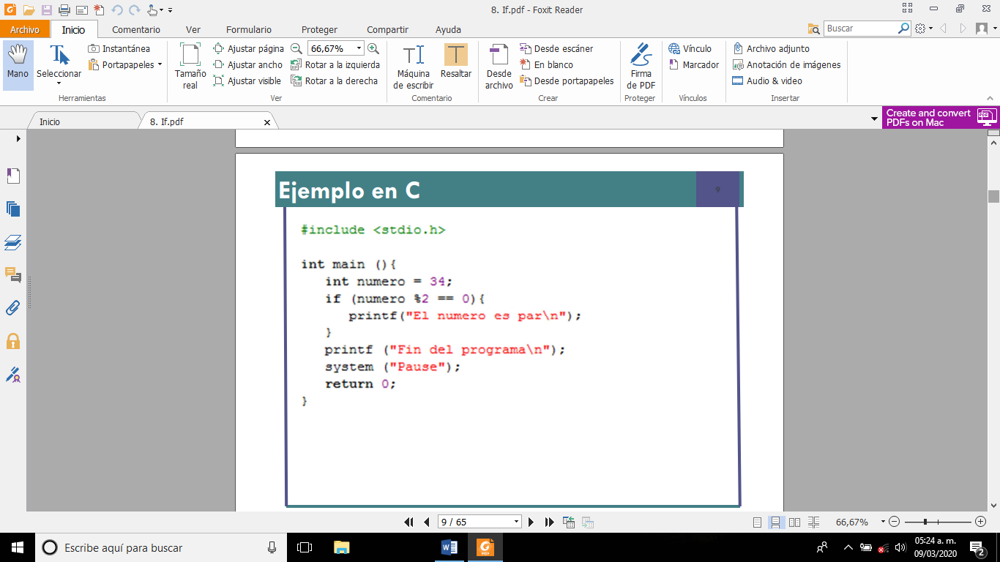 8. If.pdf - Foxit Reader
Archivo
Inicio
Comentario
Ver
Formulario
Proteger
Compartir
Ayuda
Buscar
Mano
Seleccionar
Instantánea
Portapapeles
Herramientas
Tamaño
real
Ajustar página
Ajustar ancho
Ajustar visible
66,67%
Rotar a la izquierda
Rotar a la derecha
Ver
Máquina
de escribir
Resaltar
Comentario
Desde
archivo
Desde escáner
En blanco
Desde portapapeles
Crear
Firma
de PDF
Proteger
Vínculo
Marcador
Vínculos
Archivo adjunto
Anotación de imágenes
Audio & video
Insertar
Inicio
8. If.pdf
Create and convert
PDFs on Mac
Ejemplo en C
9
#include <stdio.h>
int main (){
int numero = 34;
if (numero %2 == 0){
printf("El numero es par\n");
}
printf ("Fin del programa\n");
system ("Pause");
return 0;
}
9 / 65
66,67%
Escribe aquí para buscar
05:24 a. m.
09/03/2020
2